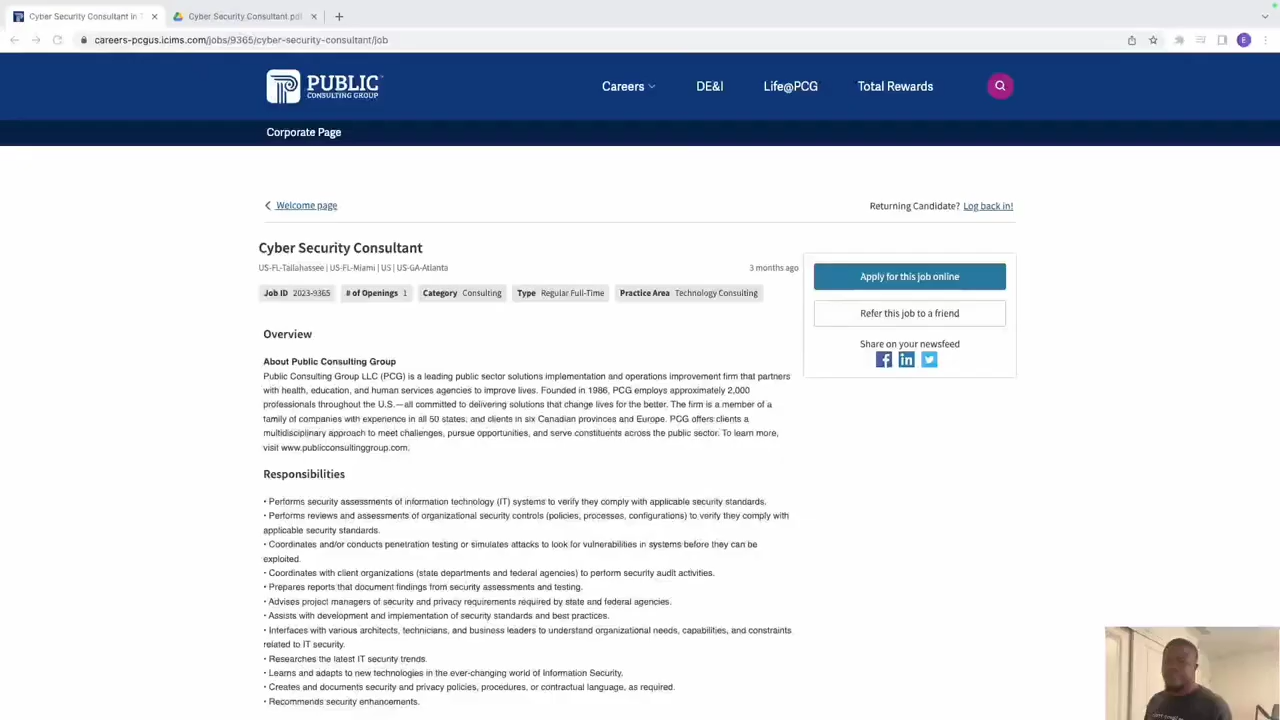 Cyber Security Consultant in T
Cyber Security Consultant.pdf
careers-pcgus.icims.com/jobs/9365/cyber-security-consultant/job
E
PUBLIC
CONSULTING GROUP
Careers
DE&I
Life@PCG
Total Rewards
Corporate Page
Welcome page
Returning Candidate? Log back in!
Cyber Security Consultant
US-FL-Tallahassee | US-FL-Miami | US | US-GA-Atlanta
3 months ago
Job ID 2023-9365 # of Openings 1 Category Consulting Type Regular Full-Time Practice Area Technology Consulting
Apply for this job online
Refer this job to a friend
Share on your newsfeed
Overview
About Public Consulting Group
Public Consulting Group LLC (PCG) is a leading public sector solutions implementation and operations improvement firm that partners
with health, education, and human services agencies to improve lives. Founded in 1986, PCG employs approximately 2,000
professionals throughout the U.S.—all committed to delivering solutions that change lives for the better. The firm is a member of a
family of companies with experience in all 50 states, and clients in six Canadian provinces and Europe. PCG offers clients a
multidisciplinary approach to meet challenges, pursue opportunities, and serve constituents across the public sector. To learn more,
visit www.publicconsultinggroup.com.
Responsibilities
• Performs security assessments of information technology (IT) systems to verify they comply with applicable security standards.
• Performs reviews and assessments of organizational security controls (policies, processes, configurations) to verify they comply with
applicable security standards.
• Coordinates and/or conducts penetration testing or simulates attacks to look for vulnerabilities in systems before they can be
exploited.
• Coordinates with client organizations (state departments and federal agencies) to perform security audit activities.
• Prepares reports that document findings from security assessments and testing.
• Advises project managers of security and privacy requirements required by state and federal agencies.
• Assists with development and implementation of security standards and best practices.
• Interfaces with various architects, technicians, and business leaders to understand organizational needs, capabilities, and constraints
related to IT security.
• Researches the latest IT security trends.
• Learns and adapts to new technologies in the ever-changing world of Information Security.
• Creates and documents security and privacy policies, procedures, or contractual language, as required.
• Recommends security enhancements.